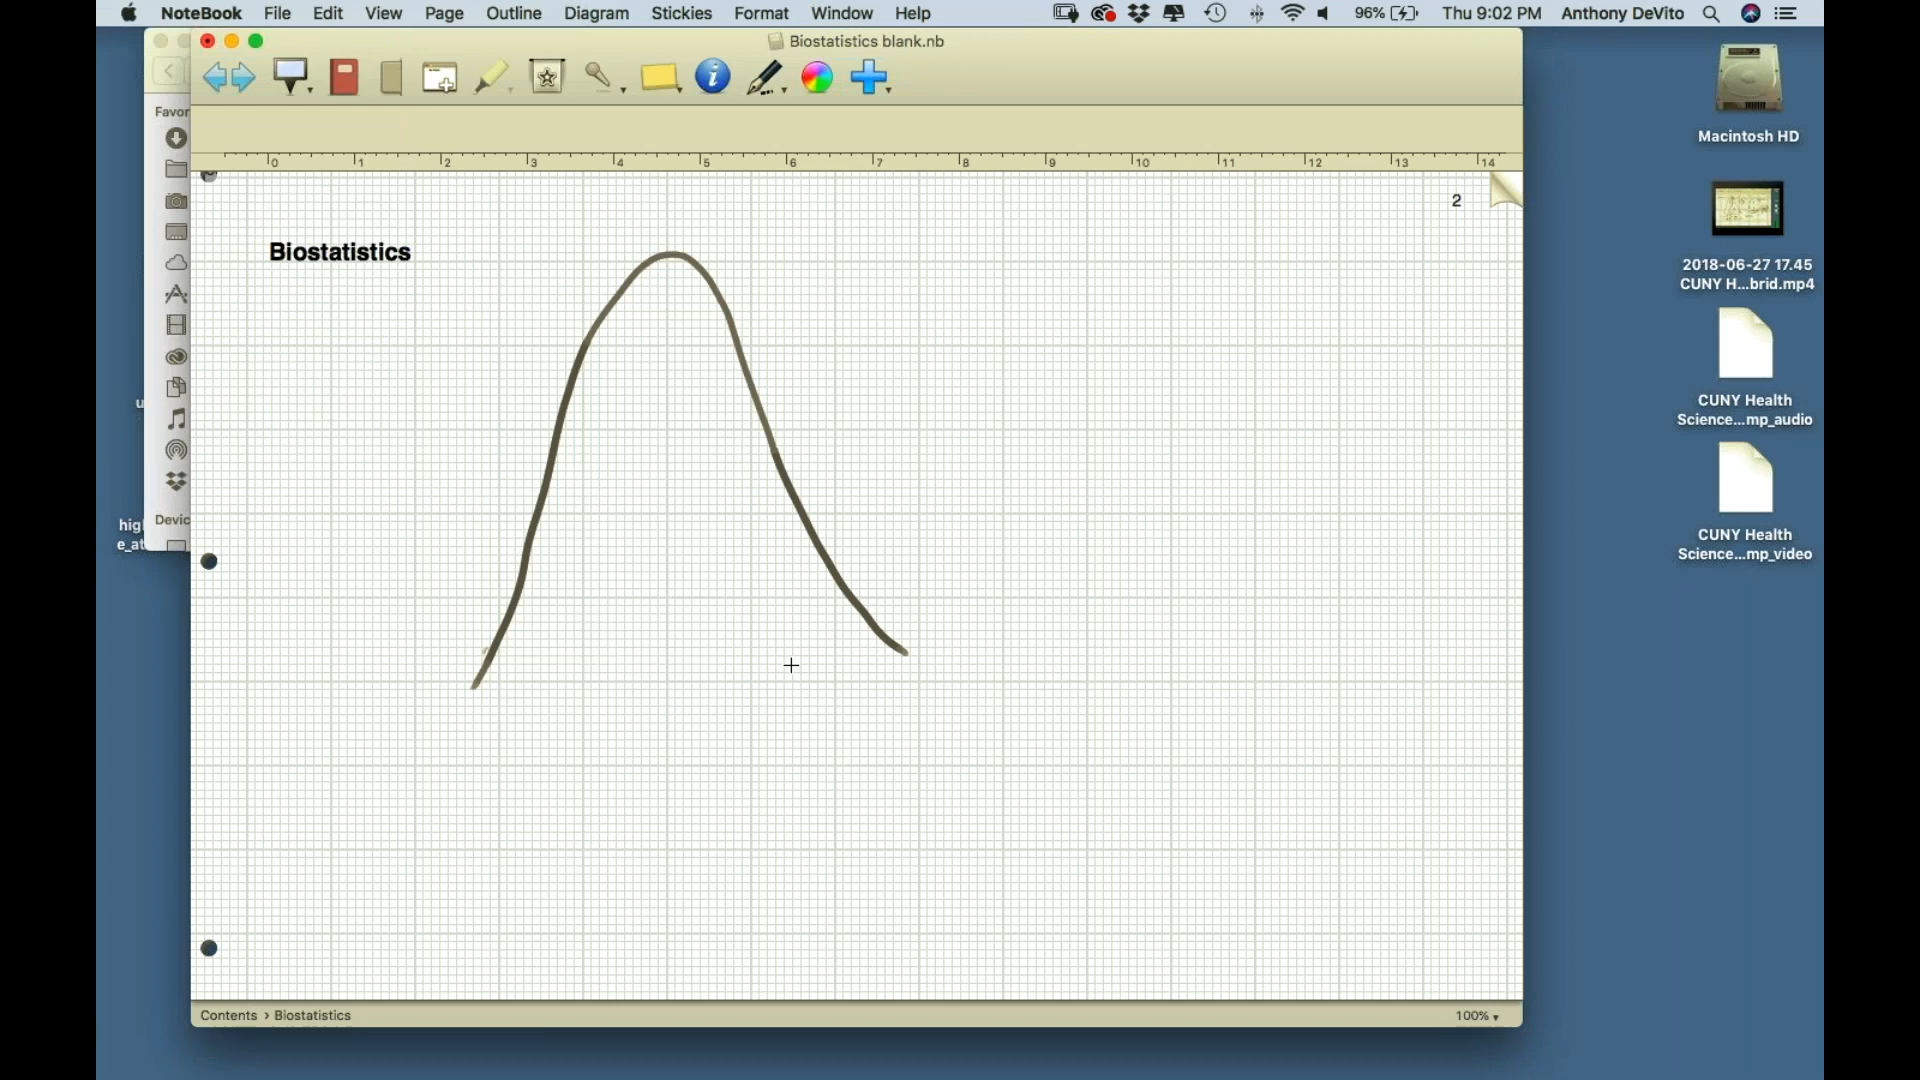 NoteBook File Edit View Page Outline Diagram Stickies Format Window Help 96% Thu 9:02 PM Anthony DeVito
Biostatistics blank.nb
Favor
0 1 2 3 4 5 6 7 8 9 10 11 12 13 14
2
Biostatistics
Devic
u
hig
e_at
Contents › Biostatistics
100%
Macintosh HD
2018-06-27 17.45
CUNY H...brid.mp4
CUNY Health
Science...mp_audio
CUNY Health
Science...mp_video